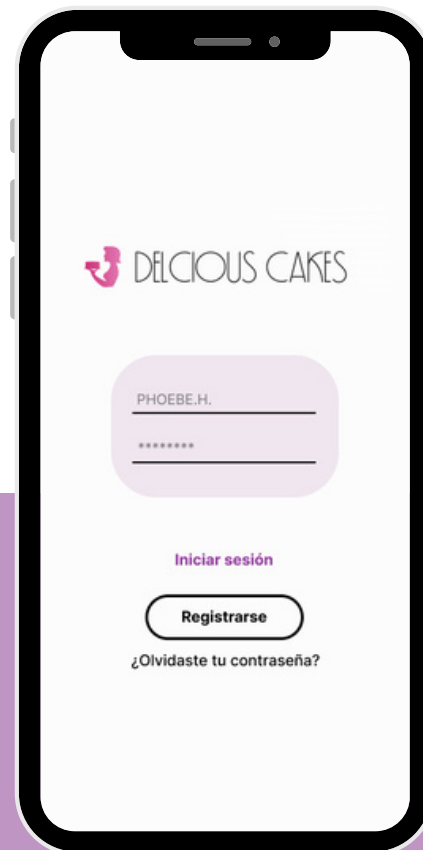 DELCIOUS CAKES
PHOEBE.H.
********
Iniciar sesión
Registrarse
¿Olvidaste tu contraseña?